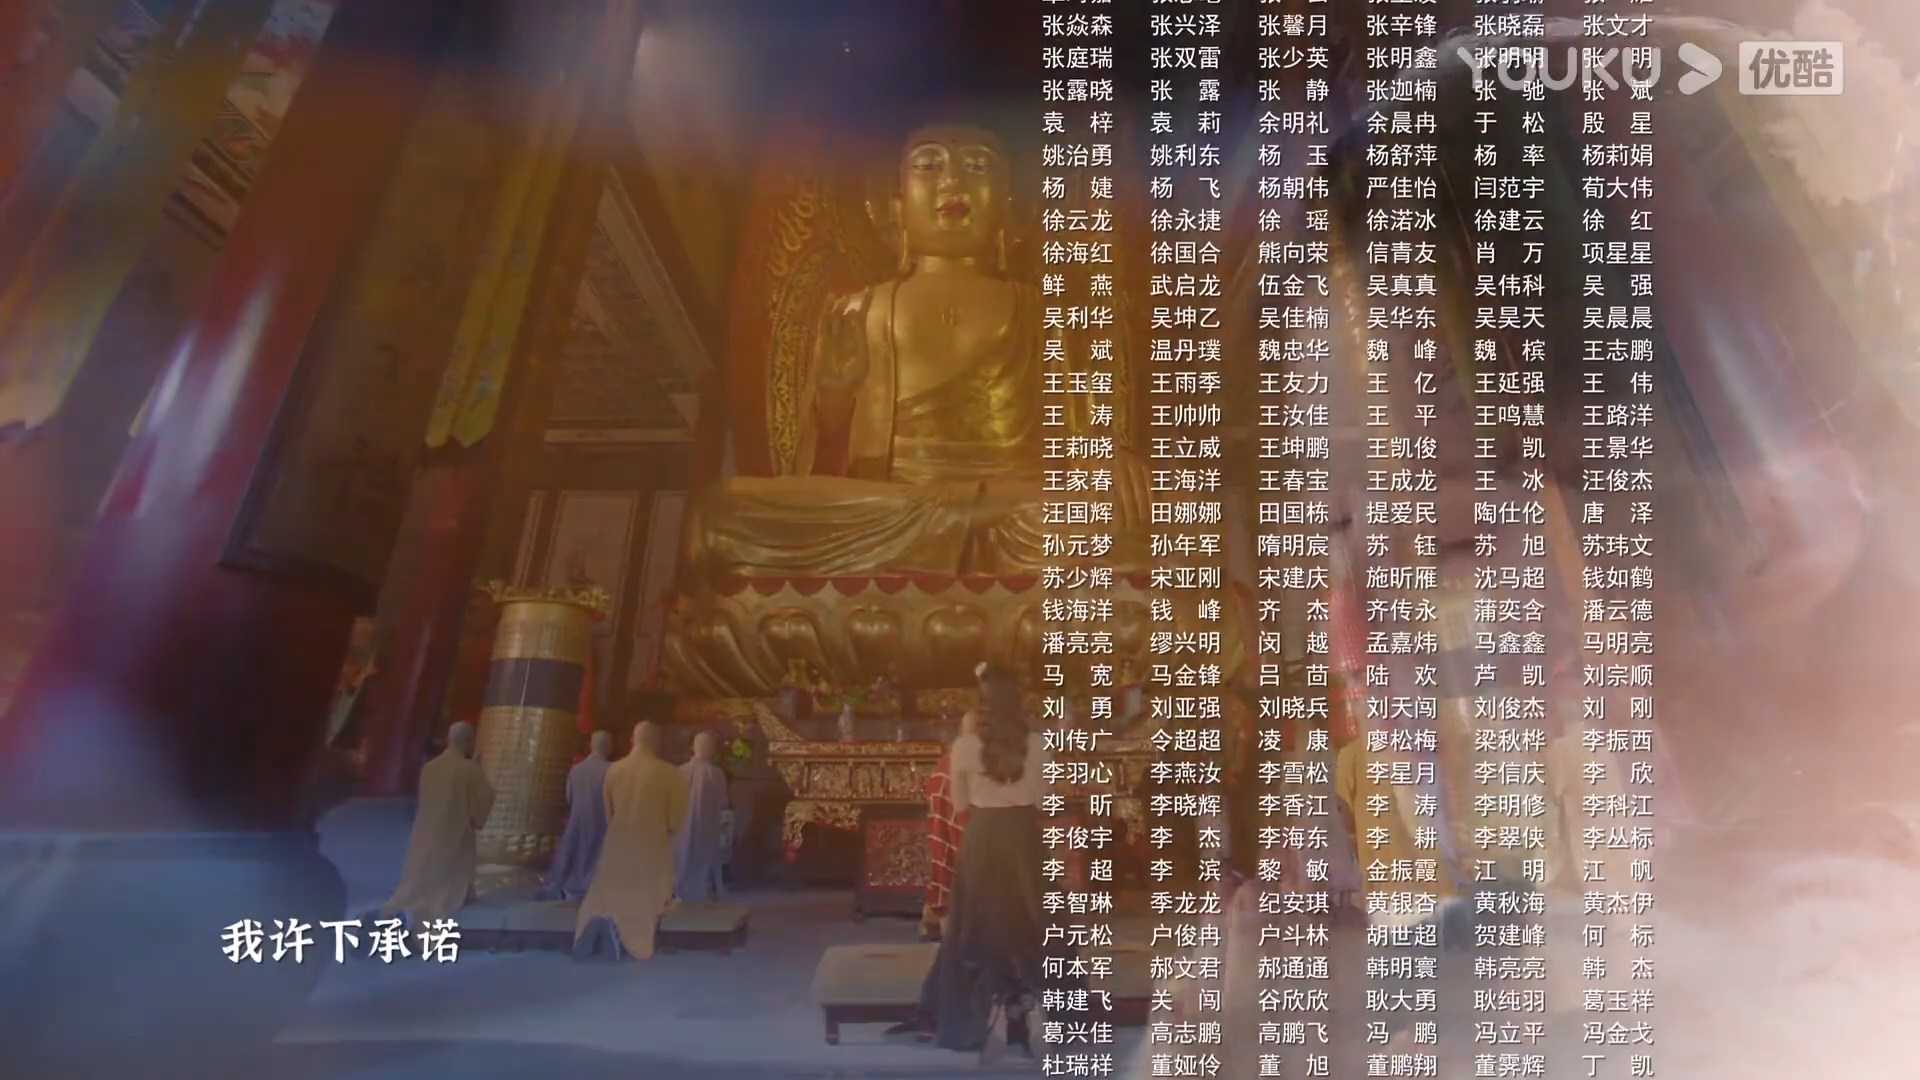 张焱森 张兴泽 张馨月 张辛锋 张晓磊 张文才
张庭瑞 张双雷 张少英 张明鑫 张明明 张 明
YOUKU 优酷
张露晓 张 露 张 静 张迦楠 张 驰 张 斌
袁 梓 袁 莉 余明礼 余晨冉 于 松 殷 星
姚治勇 姚利东 杨 玉 杨舒萍 杨 率 杨莉娟
杨 婕 杨 飞 杨朝伟 严佳怡 闫范宇 荀大伟
徐云龙 徐永捷 徐 瑶 徐渃冰 徐建云 徐 红
徐海红 徐国合 熊向荣 信青友 肖 万 项星星
鲜 燕 武启龙 伍金飞 吴真真 吴伟科 吴 强
吴利华 吴坤乙 吴佳楠 吴华东 吴昊天 吴晨晨
吴 斌 温丹璞 魏忠华 魏 峰 魏 槟 王志鹏
王玉玺 王雨季 王友力 王 亿 王延强 王 伟
王 涛 王帅帅 王汝佳 王 平 王鸣慧 王路洋
王莉晓 王立威 王坤鹏 王凯俊 王 凯 王景华
王家春 王海洋 王春宝 王成龙 王 冰 汪俊杰
汪国辉 田娜娜 田国栋 提爱民 陶仕伦 唐 泽
孙元梦 孙年军 隋明宸 苏 钰 苏 旭 苏玮文
苏少辉 宋亚刚 宋建庆 施昕雁 沈马超 钱如鹤
钱海洋 钱 峰 齐 杰 齐传永 蒲奕含 潘云德
潘亮亮 缪兴明 闵 越 孟嘉炜 马鑫鑫 马明亮
马 宽 马金锋 吕 茴 陆 欢 芦 凯 刘宗顺
刘 勇 刘亚强 刘晓兵 刘天闯 刘俊杰 刘 刚
刘传广 令超超 凌 康 廖松梅 梁秋桦 李振西
李羽心 李燕汝 李雪松 李星月 李信庆 李 欣
李 昕 李晓辉 李香江 李 涛 李明修 李科江
李俊宇 李 杰 李海东 李 耕 李翠侠 李丛标
李 超 李 滨 黎 敏 金振霞 江 明 江 帆
季智琳 季龙龙 纪安琪 黄银杏 黄秋海 黄杰伊
户元松 户俊冉 户斗林 胡世超 贺建峰 何 标
我许下承诺
何本军 郝文君 郝通通 韩明寰 韩亮亮 韩 杰
韩建飞 关 闯 谷欣欣 耿大勇 耿纯羽 葛玉祥
葛兴佳 高志鹏 高鹏飞 冯 鹏 冯立平 冯金戈
杜瑞祥 董娅伶 董 旭 董鹏翔 董霁辉 丁 凯